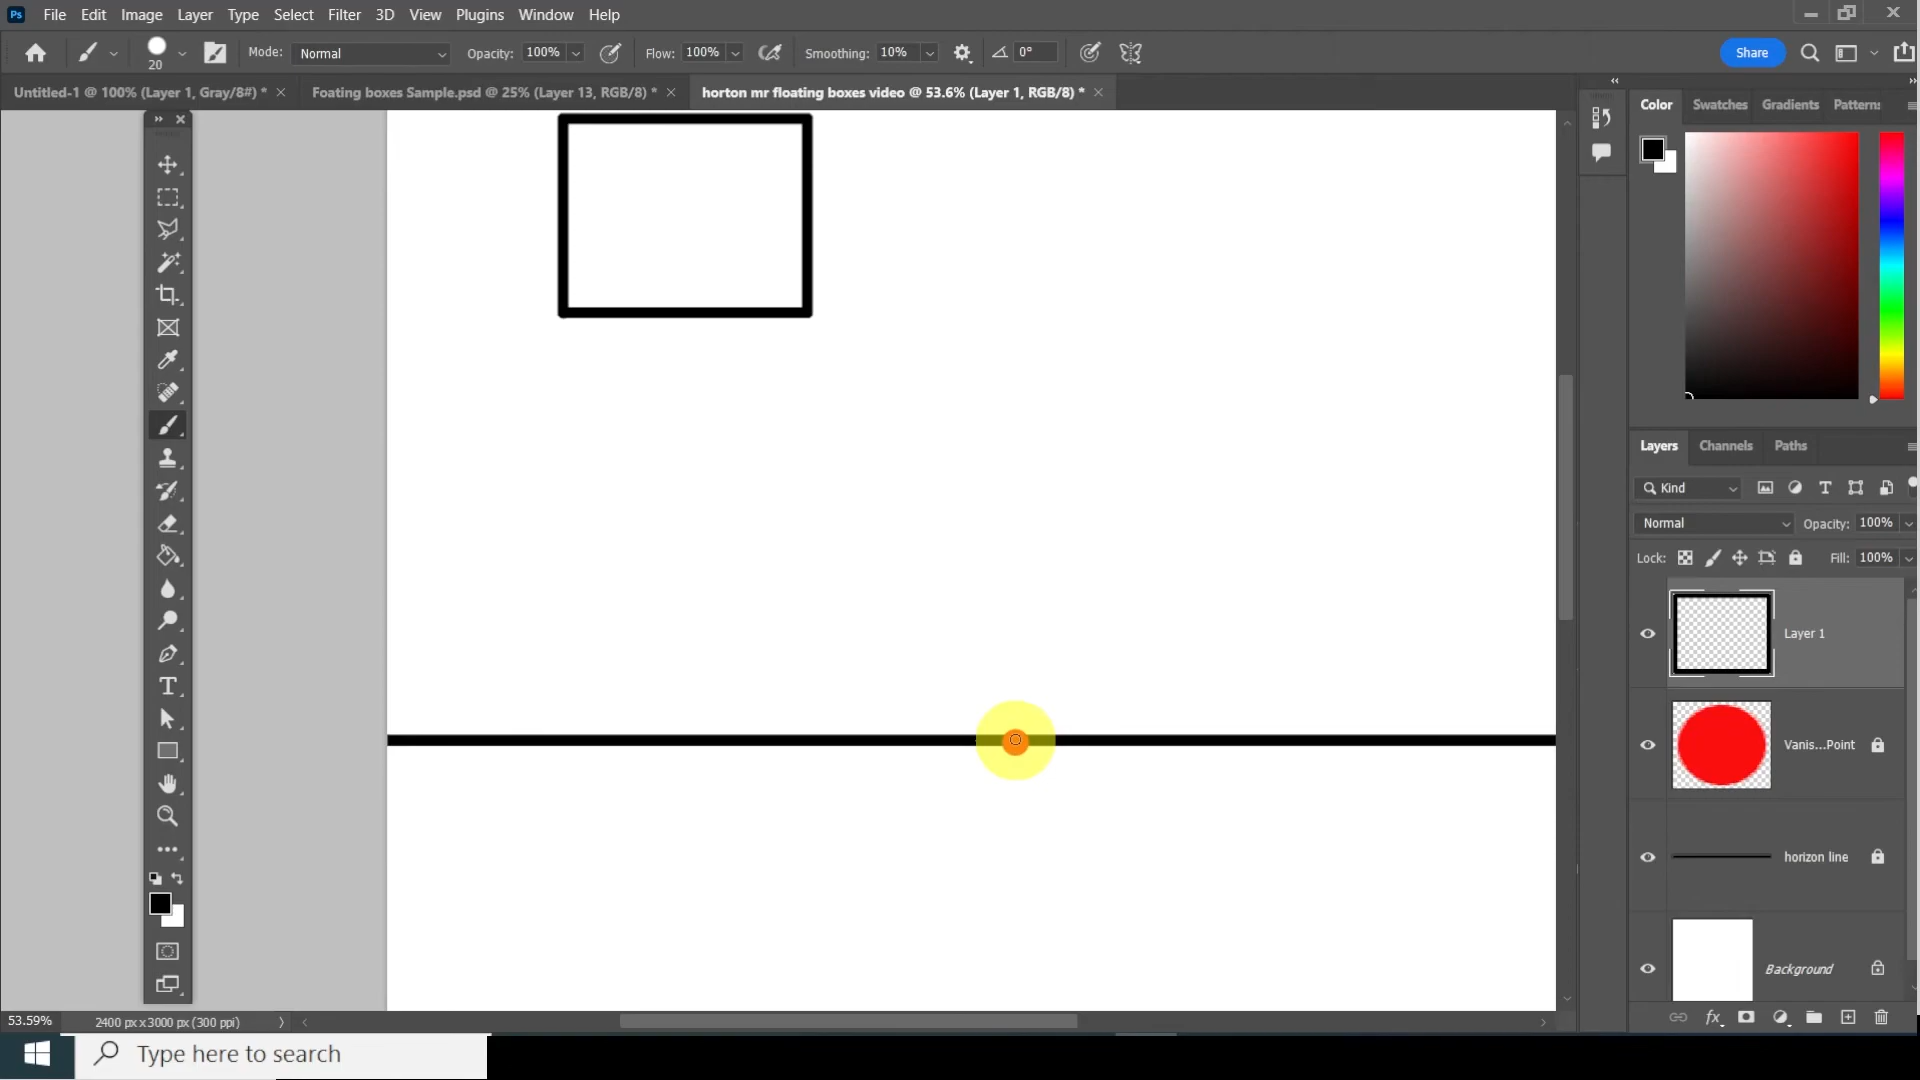 Ps File Edit Image Layer Type Select Filter 3D View Plugins Window Help
20 Mode: Normal Opacity: 100% Flow: 100% Smoothing: 10% 0° Share
Untitled-1 @ 100% (Layer 1, Gray/8#) * Foating boxes Sample.psd @ 25% (Layer 13, RGB/8) * horton mr floating boxes video @ 53.6% (Layer 1, RGB/8) *
Color Swatches Gradients Patterns
Layers Channels Paths
Kind
Normal Opacity: 100%
Lock: Fill: 100%
Layer 1
Vanis...Point
horizon line
Background
fx
53.59% 2400 px x 3000 px (300 ppi)
Type here to search